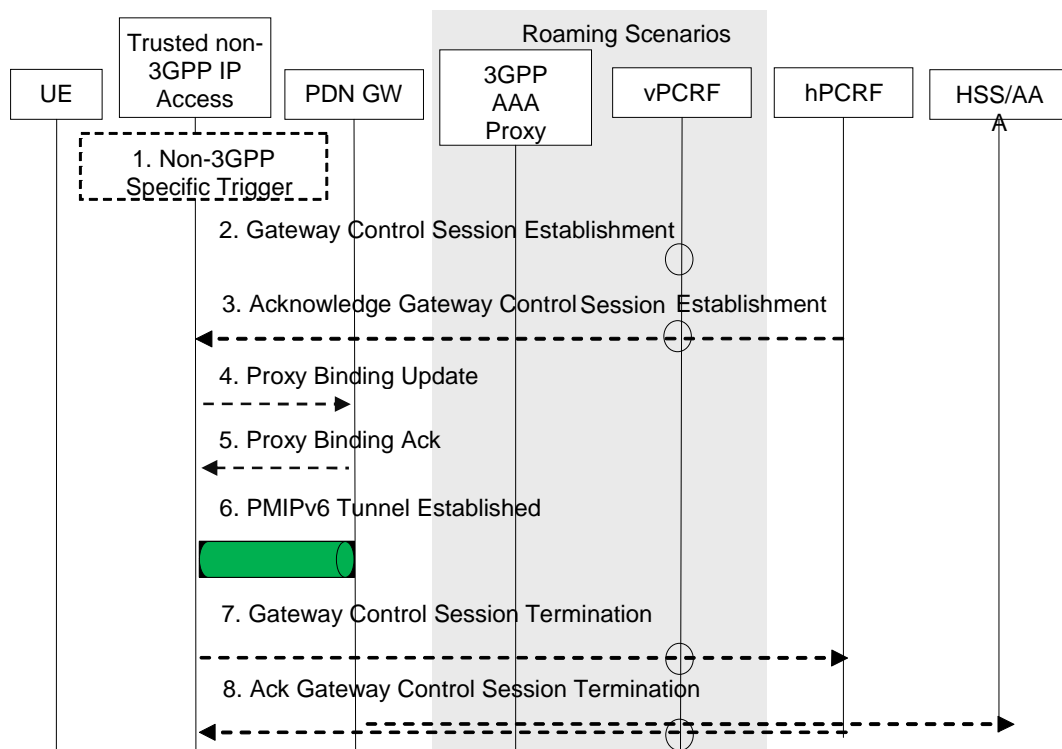 Roaming Scenarios
Trusted non-
3GPP IP
Access
UE
PDN GW
3GPP
AAA
Proxy
vPCRF
hPCRF
HSS/AA
A
1. Non-3GPP
Specific Trigger
2. Gateway Control Session Establishment
3. Acknowledge Gateway Control Session Establishment
4. Proxy Binding Update
5. Proxy Binding Ack
6. PMIPv6 Tunnel Established
7. Gateway Control Session Termination
8. Ack Gateway Control Session Termination